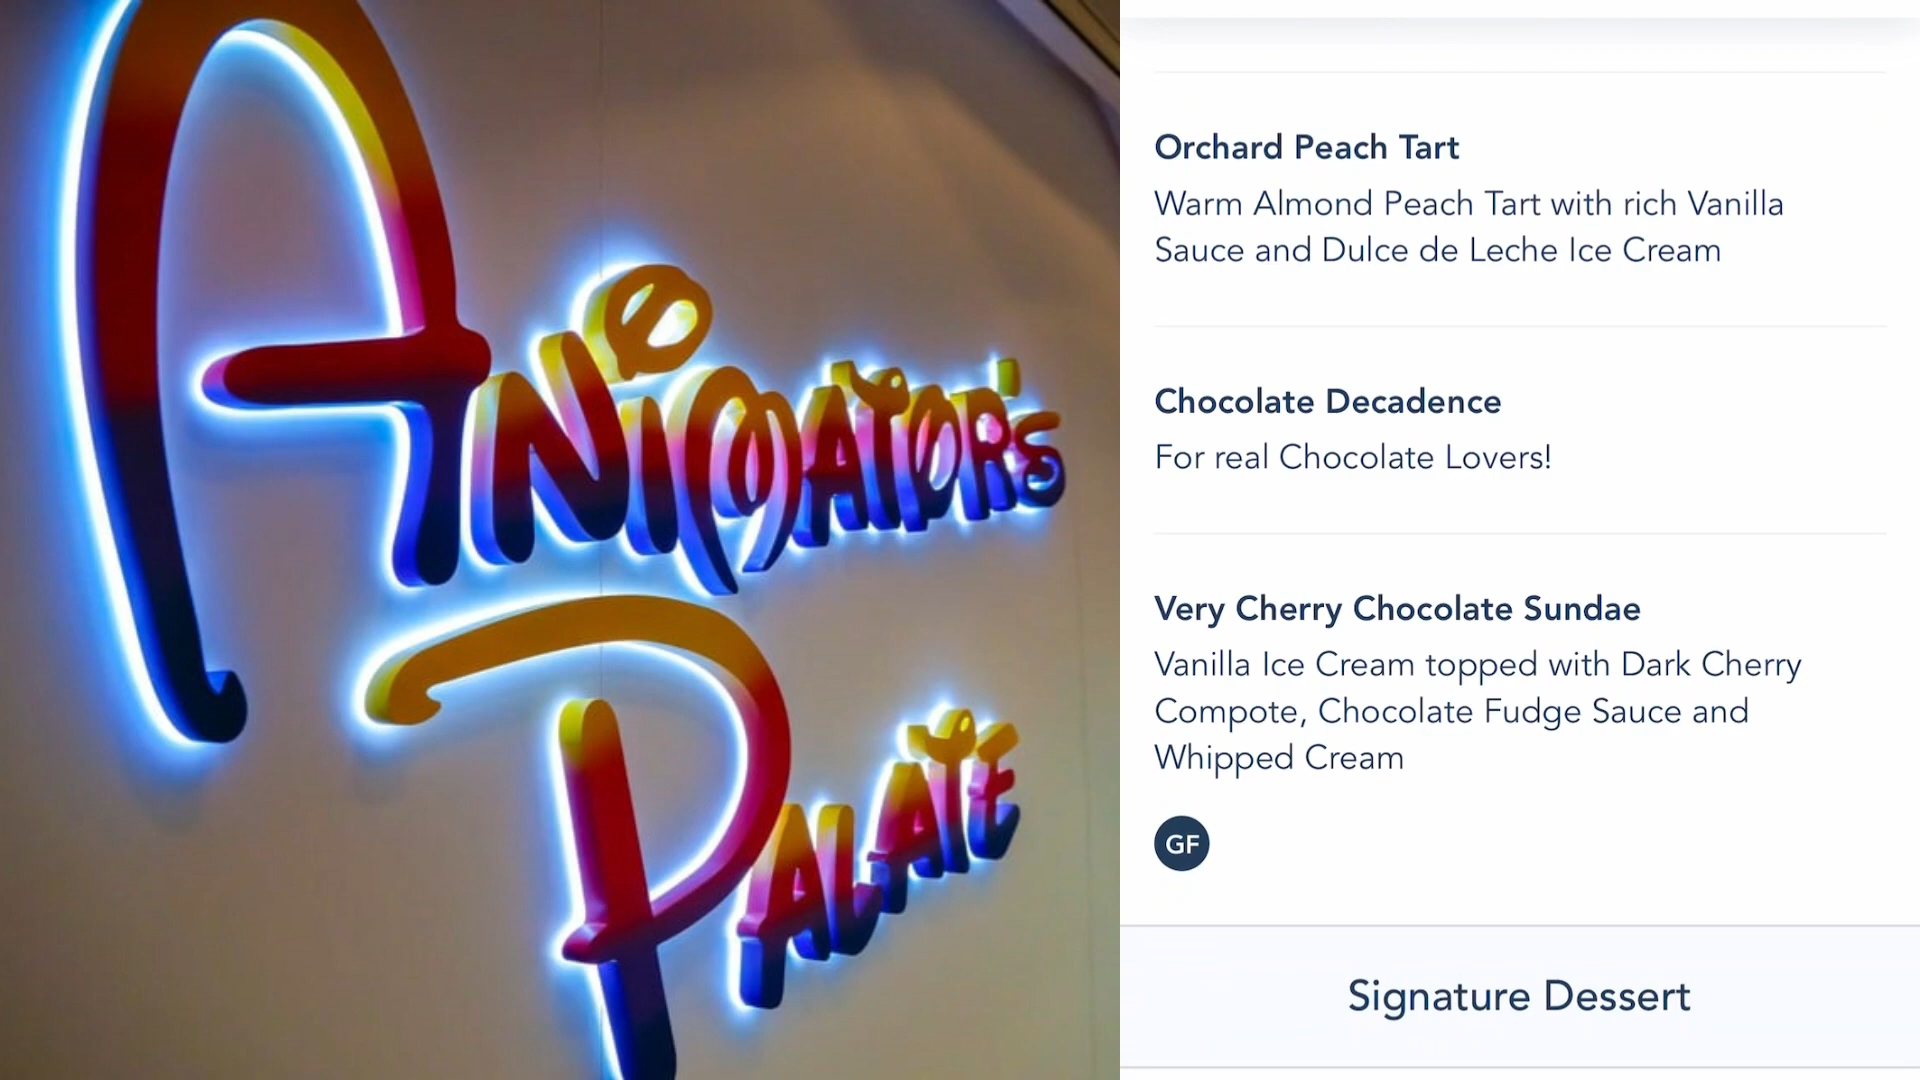 ANiMATOR'S
PALATE
Orchard Peach Tart
Warm Almond Peach Tart with rich Vanilla
Sauce and Dulce de Leche Ice Cream
Chocolate Decadence
For real Chocolate Lovers!
Very Cherry Chocolate Sundae
Vanilla Ice Cream topped with Dark Cherry
Compote, Chocolate Fudge Sauce and
Whipped Cream
GF
Signature Dessert